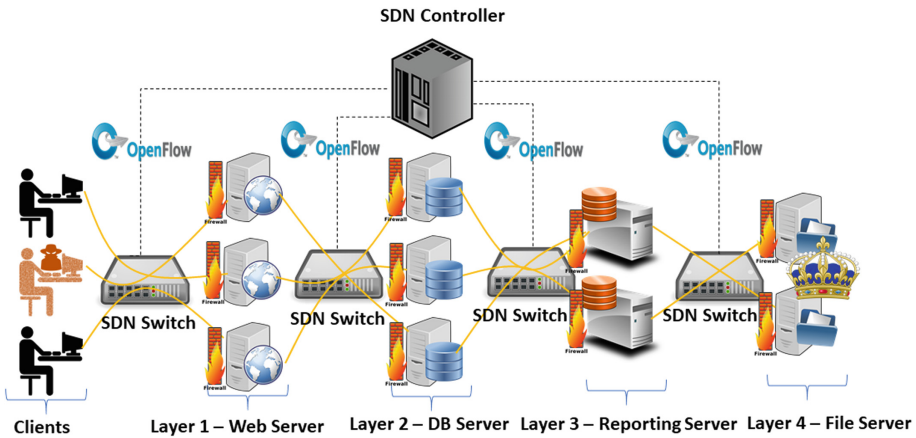 SDN Controller
OpenFlow
OpenFlow
OpenFlow
OpenFlow
Firewall
Firewall
Firewall
Firewall
Firewall
Firewall
Firewall
Firewall
Firewall
Firewall
SDN Switch
SDN Switch
SDN Switch
SDN Switch
Clients
Layer 1 – Web Server
Layer 2 – DB Server
Layer 3 – Reporting Server
Layer 4 – File Server